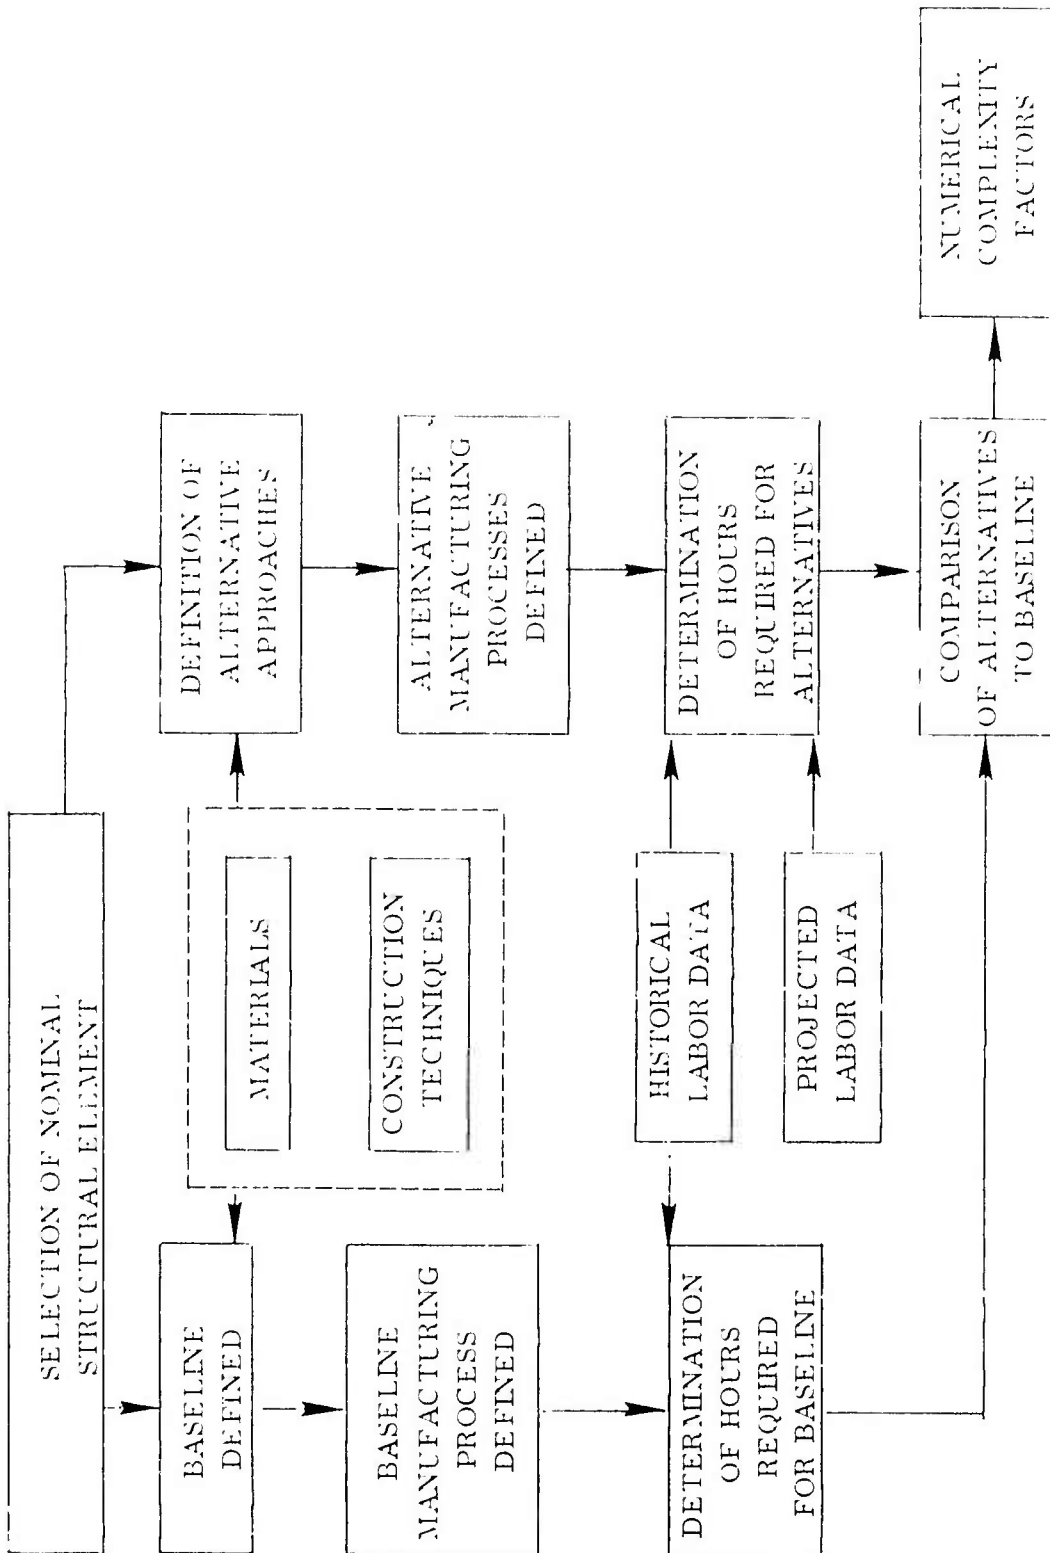 SELECTION OF NOMINAL
STRUCTURAL ELEMENT
BASELINE
DEFINED
MATERIALS
CONSTRUCTION
TECHNIQUES
DEFINITION OF
ALTERNATIVE
APPROACHES
BASELINE
MANUFACTURING
PROCESS
DEFINED
ALTERNATIVE
MANUFACTURING
PROCESSES
DEFINED
DETERMINATION
OF HOURS
REQUIRED
FOR BASELINE
HISTORICAL
LABOR DATA
PROJECTED
LABOR DATA
DETERMINATION
OF HOURS
REQUIRED FOR
ALTERNATIVES
COMPARISON
OF ALTERNATIVES
TO BASELINE
NUMERICAL
COMPLEXITY
FACTORS